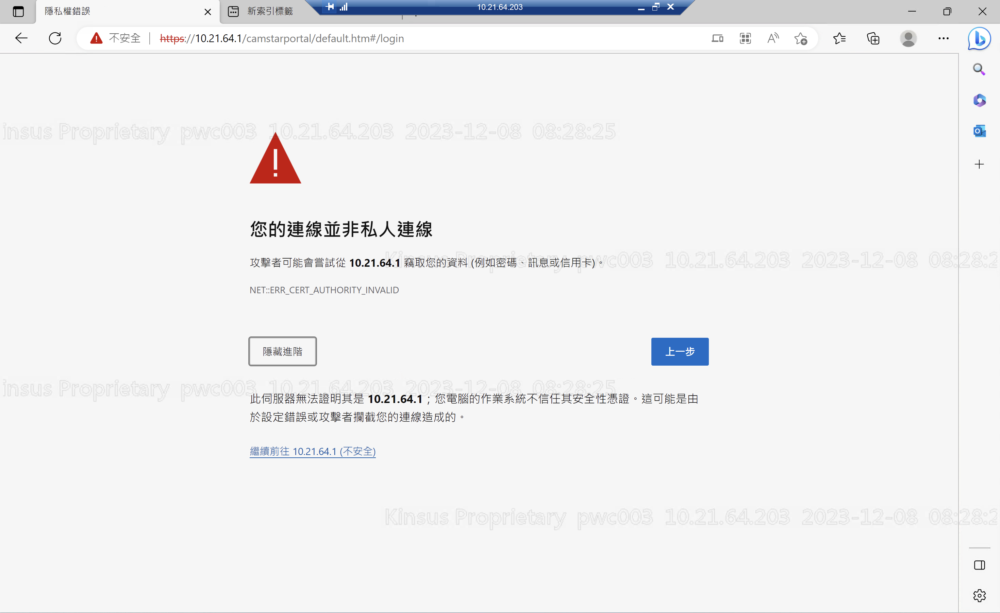 隱私權錯誤
新索引標籤
10.21.64.203
不安全
https://10.21.64.1/camstarportal/default.htm#/login
insus Proprietary pwc003 10.21.64.203 2023-12-08 08:28:25
您的連線並非私人連線
攻擊者可能會嘗試從 10.21.64.1 竊取您的資料 (例如密碼、訊息或信用卡)。
Kinsus Proprietary pwc003 10.21.64.203 2023-12-08 08:28:2
NET::ERR_CERT_AUTHORITY_INVALID
隱藏進階
上一步
insus Proprietary pwc003 10.21.64.203 2023-12-08 08:28:25
此伺服器無法證明其是 10.21.64.1；您電腦的作業系統不信任其安全性憑證。這可能是由
於設定錯誤或攻擊者攔截您的連線造成的。
繼續前往 10.21.64.1 (不安全)
Kinsus Proprietary pwc003 10.21.64.203 2023-12-08 08:28:2